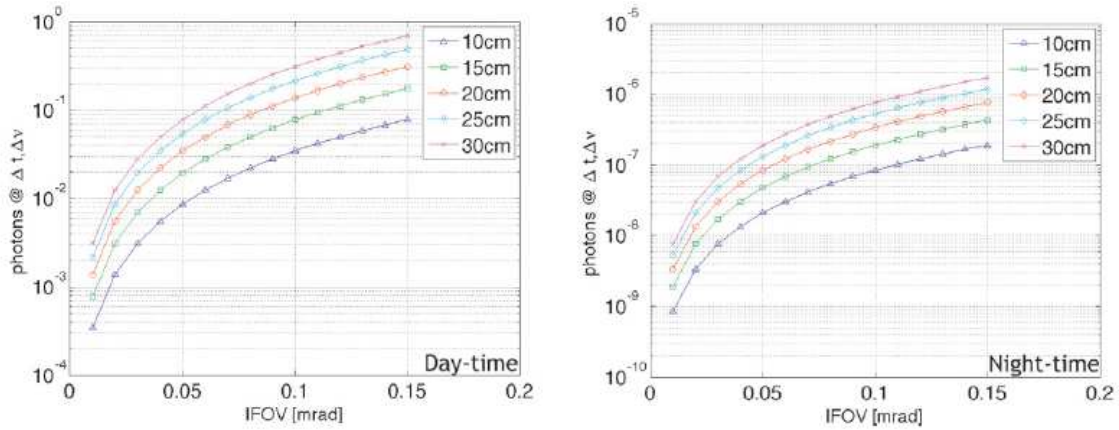 10^0
10^-1
10^-2
10^-3
10^-4
photons @ Δ t,Δν
0
0.05
0.1
0.15
0.2
IFOV [mrad]
10cm
15cm
20cm
25cm
30cm
Day-time
10^-5
10^-6
10^-7
10^-8
10^-9
10^-10
photons @ Δ t,Δν
0
0.05
0.1
0.15
0.2
IFOV [mrad]
10cm
15cm
20cm
25cm
30cm
Night-time